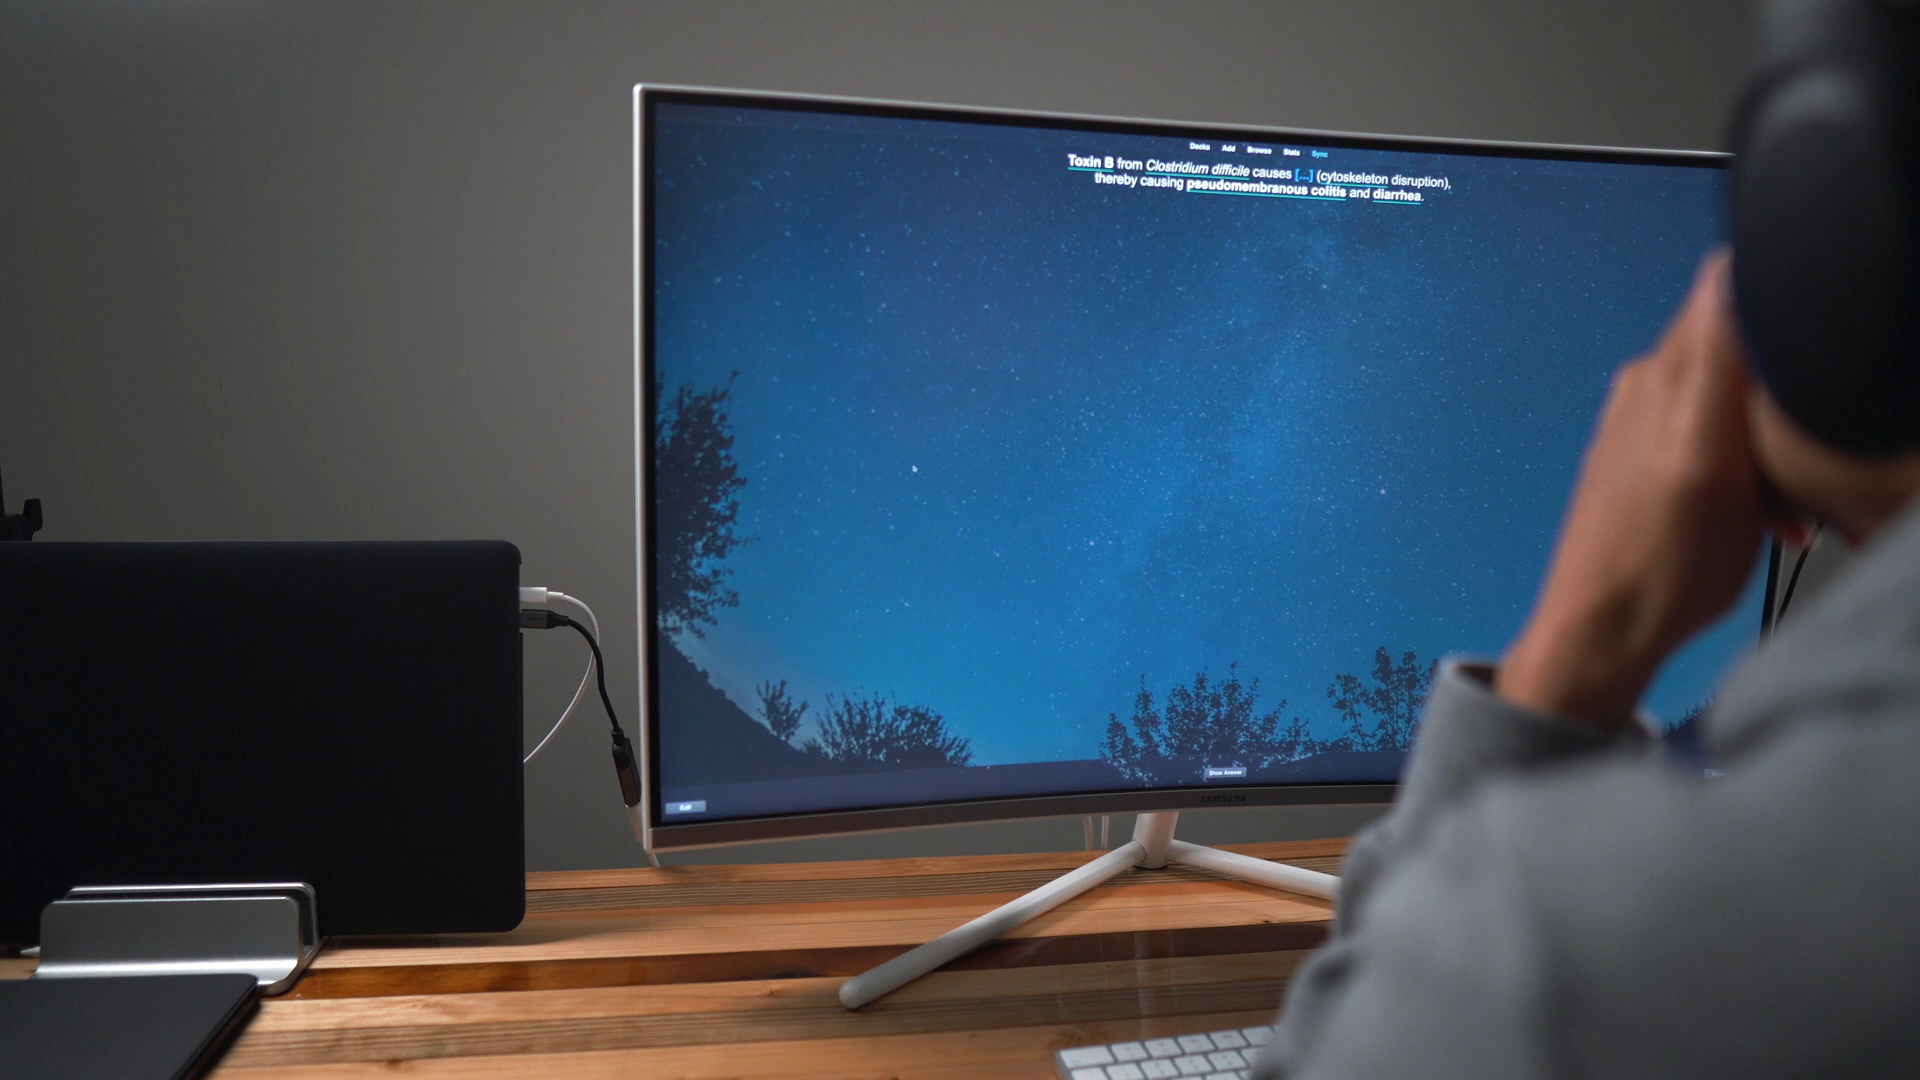 Decks Add Browse Stats Sync
Toxin B from Clostridium difficile causes [...] (cytoskeleton disruption),
thereby causing pseudomembranous colitis and diarrhea.
Show Answer
Edit
SAMSUNG